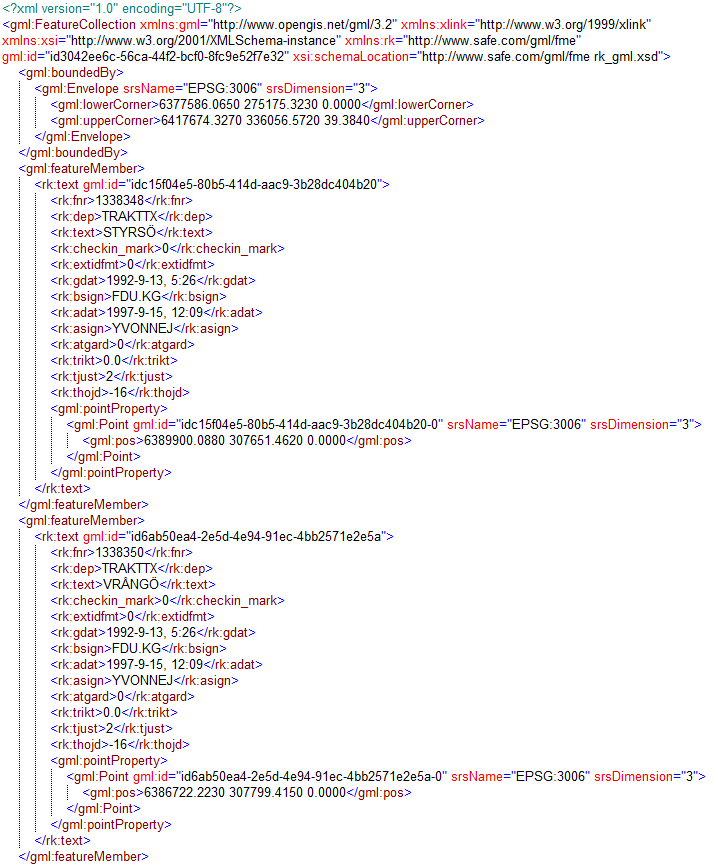 <?xml version="1.0" encoding="UTF-8"?>
<gml:FeatureCollection xmlns:gml="http://www.opengis.net/gml/3.2" xmlns:xlink="http://www.w3.org/1999/xlink"
xmlns:xsi="http://www.w3.org/2001/XMLSchema-instance" xmlns:rk="http://www.safe.com/gml/fme"
gml:id="id3042ee6c-56ca-44f2-bcf0-8fc9e52f7e32" xsi:schemaLocation="http://www.safe.com/gml/fme rk_gml.xsd">
<gml:boundedBy>
<gml:Envelope srsName="EPSG:3006" srsDimension="3">
<gml:lowerCorner>6377586.0650 275175.3230 0.0000</gml:lowerCorner>
<gml:upperCorner>6417674.3270 336056.5720 39.3840</gml:upperCorner>
</gml:Envelope>
</gml:boundedBy>
<gml:featureMember>
<rk:text gml:id="idc15f04e5-80b5-414d-aac9-3b28dc404b20">
<rk:fnr>1338348</rk:fnr>
<rk:dep>TRAKTTX</rk:dep>
<rk:text>STYRSÖ</rk:text>
<rk:checkin_mark>0</rk:checkin_mark>
<rk:extidfmt>0</rk:extidfmt>
<rk:gdat>1992-9-13, 5:26</rk:gdat>
<rk:bsign>FDU.KG</rk:bsign>
<rk:adat>1997-9-15, 12:09</rk:adat>
<rk:asign>YVONNEJ</rk:asign>
<rk:atgard>0</rk:atgard>
<rk:trikt>0.0</rk:trikt>
<rk:tjust>2</rk:tjust>
<rk:thojd>-16</rk:thojd>
<gml:pointProperty>
<gml:Point gml:id="idc15f04e5-80b5-414d-aac9-3b28dc404b20-0" srsName="EPSG:3006" srsDimension="3">
<gml:pos>6389900.0880 307651.4620 0.0000</gml:pos>
</gml:Point>
</gml:pointProperty>
</rk:text>
</gml:featureMember>
<gml:featureMember>
<rk:text gml:id="id6ab50ea4-2e5d-4e94-91ec-4bb2571e2e5a">
<rk:fnr>1338350</rk:fnr>
<rk:dep>TRAKTTX</rk:dep>
<rk:text>VRÅNGÖ</rk:text>
<rk:checkin_mark>0</rk:checkin_mark>
<rk:extidfmt>0</rk:extidfmt>
<rk:gdat>1992-9-13, 5:26</rk:gdat>
<rk:bsign>FDU.KG</rk:bsign>
<rk:adat>1997-9-15, 12:09</rk:adat>
<rk:asign>YVONNEJ</rk:asign>
<rk:atgard>0</rk:atgard>
<rk:trikt>0.0</rk:trikt>
<rk:tjust>2</rk:tjust>
<rk:thojd>-16</rk:thojd>
<gml:pointProperty>
<gml:Point gml:id="id6ab50ea4-2e5d-4e94-91ec-4bb2571e2e5a-0" srsName="EPSG:3006" srsDimension="3">
<gml:pos>6386722.2230 307799.4150 0.0000</gml:pos>
</gml:Point>
</gml:pointProperty>
</rk:text>
</gml:featureMember>